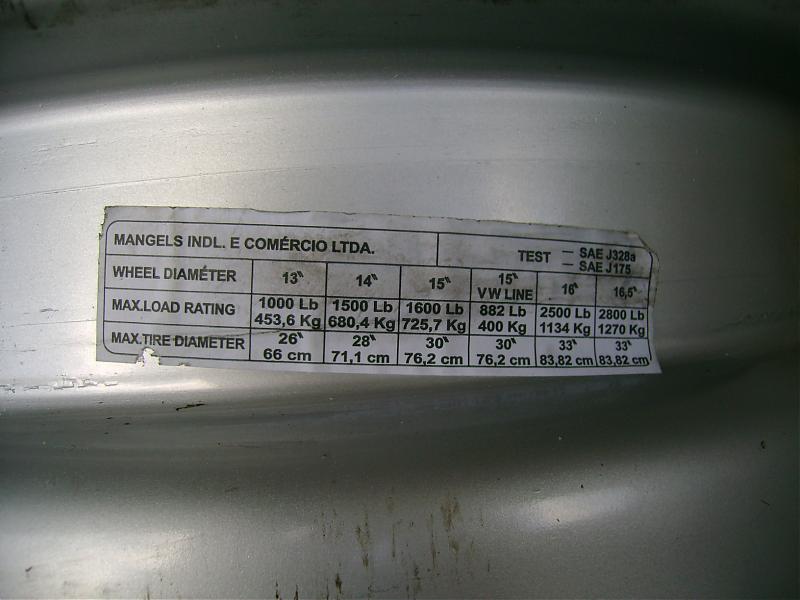 MANGELS INDL. E COMÉRCIO LTDA. TEST — SAE J328a
— SAE J175
WHEEL DIAMÉTER 13" 14" 15" 15" VW LINE 16" 16,5"
MAX.LOAD RATING 1000 Lb 1500 Lb 1600 Lb 882 Lb 2500 Lb 2800 Lb
453,6 Kg 680,4 Kg 725,7 Kg 400 Kg 1134 Kg 1270 Kg
MAX.TIRE DIAMETER 26" 28" 30" 30" 33" 33"
66 cm 71,1 cm 76,2 cm 76,2 cm 83,82 cm 83,82 cm